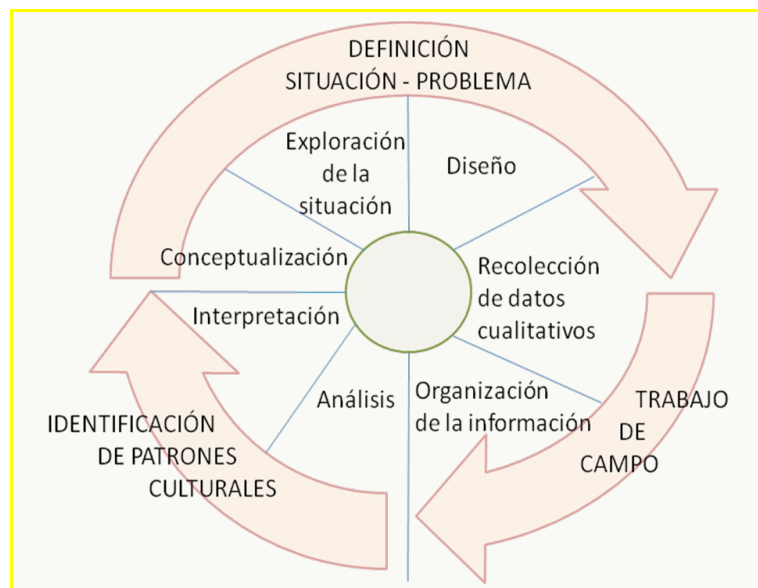 DEFINICIÓN
SITUACIÓN - PROBLEMA
Exploración
de la
situación
Diseño
Conceptualización
Recolección
de datos
cualitativos
Interpretación
Análisis
Organización
de la información
TRABAJO
DE
CAMPO
IDENTIFICACIÓN
DE PATRONES
CULTURALES